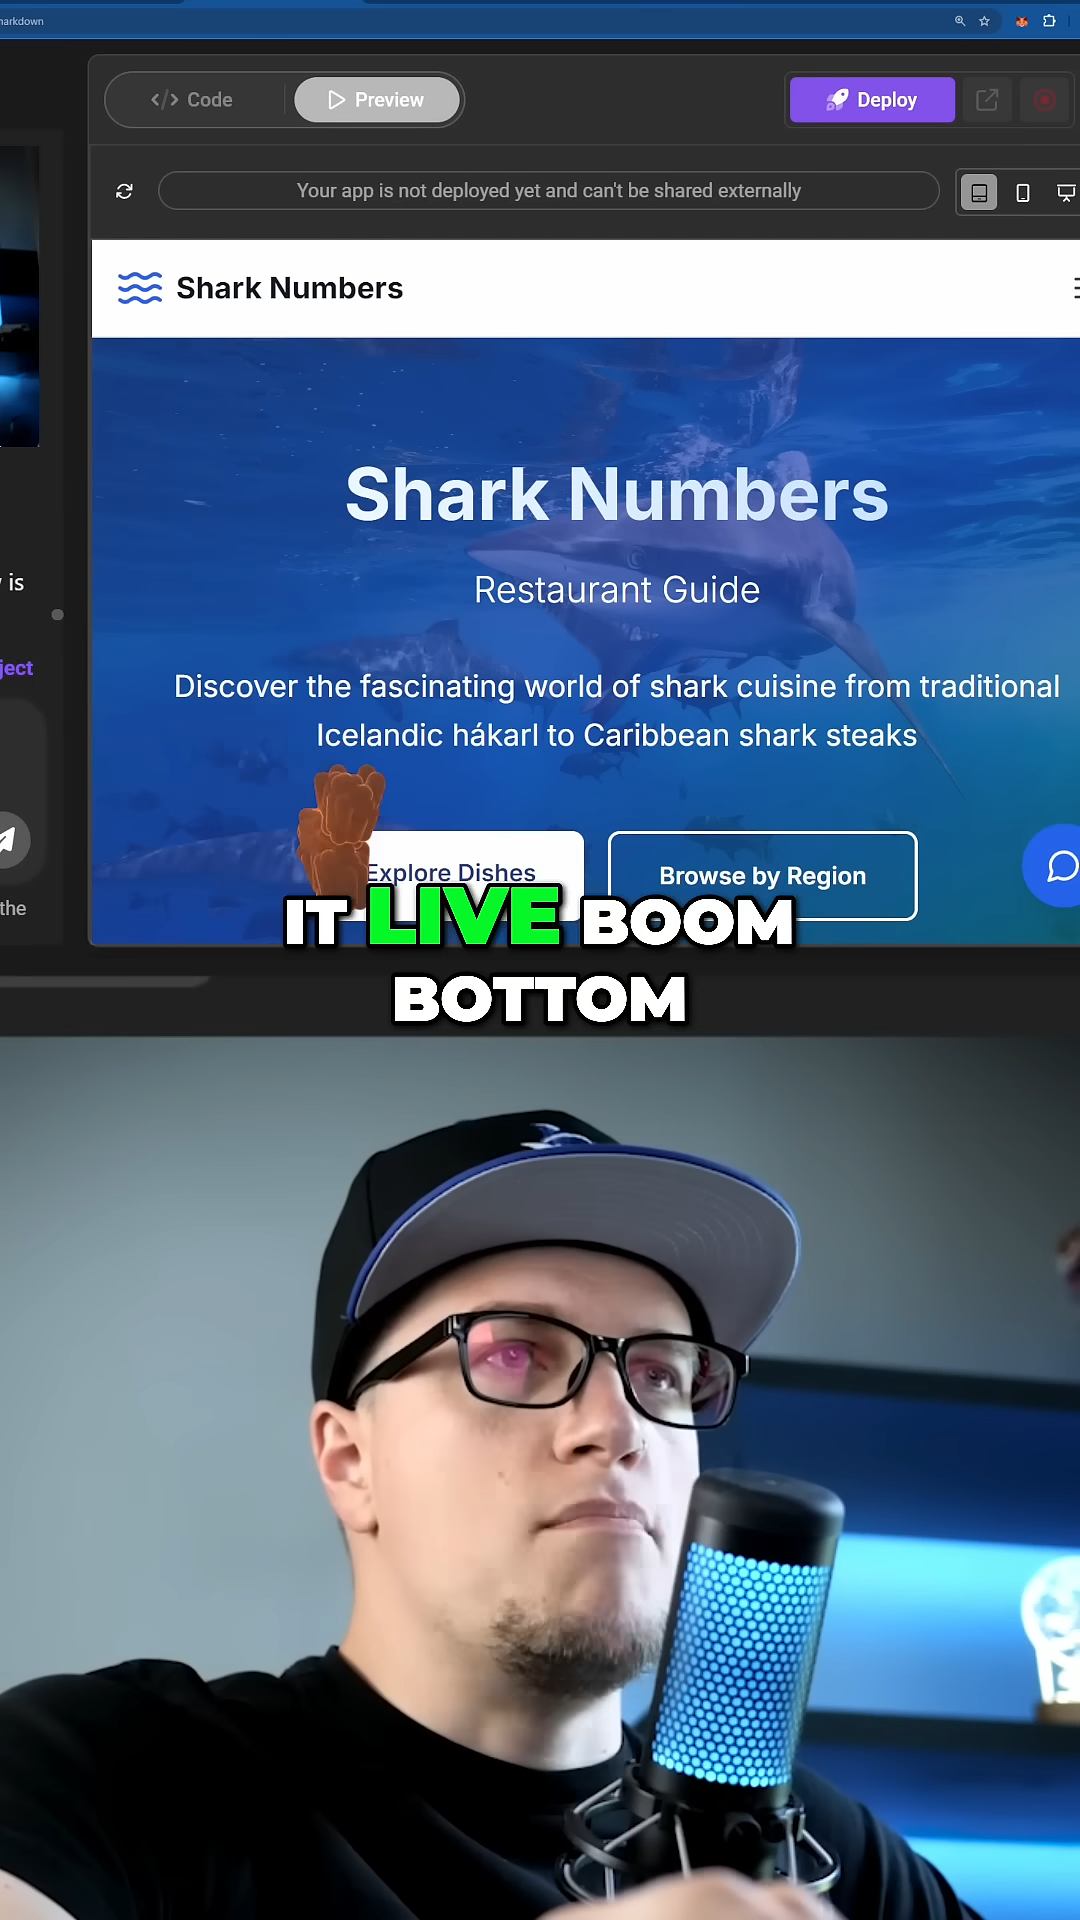 narkdown
</> Code
Preview
Deploy
Your app is not deployed yet and can't be shared externally
Shark Numbers
Shark Numbers
Restaurant Guide
is
Discover the fascinating world of shark cuisine from traditional
Icelandic hákarl to Caribbean shark steaks
ject
Explore Dishes
Browse by Region
the
IT LIVE BOOM
BOTTOM